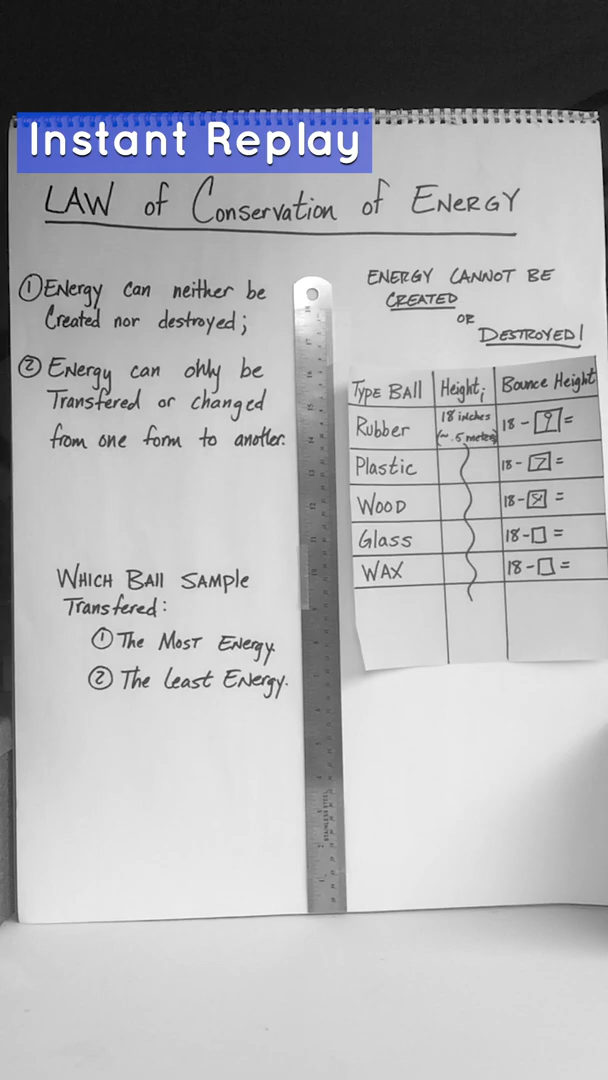 Instant Replay
LAW of Conservation of ENERGY
① ENergy can neither be
Created nor destroyed;
② ENergy can only be
Transfered or changed
from one form to another.
WHICH BAll SAMple
Transfered:
① The MosT ENergy.
② The Least ENergy.
STAINLESS STEEL
ENERGY CANNOT BE
CREATED
OR
DESTROYED!
TYPE BAll Height; Bounce Height
Rubber 18 inches 18 - 9 =
(~ .5 meters)
Plastic 18 - 7 =
WOOD 18 - =
Glass 18 - =
WAX 18 - =